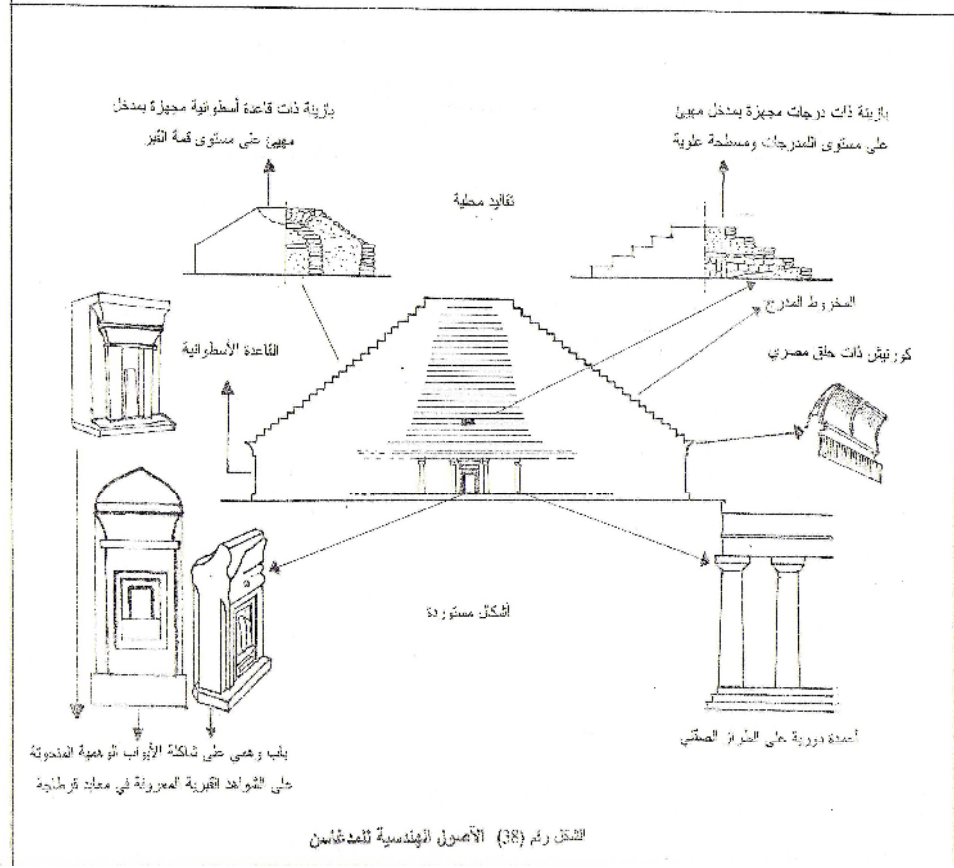 بازينة ذات درجات مجهزة بمدخل مهيئ
على مستوى المدرجات ومسطحة علوية
بازينة ذات قاعدة أسطوانية مجهزة بمدخل
مهيئ على مستوى قمة القبر
تقاليد محلية
المخروط المدرج
القاعدة الأسطوانية
كورنيش ذات حلق مصري
أشكال مستوردة
أعمدة دورية على الطراز الصقلي
باب وهمي على شاكلة الأبواب الوهمية المنحوتة
على الشواهد القبرية المعروفة في معابد قرطاجة
الشكل رقم (38) الأصول الهندسية للمدغاسن